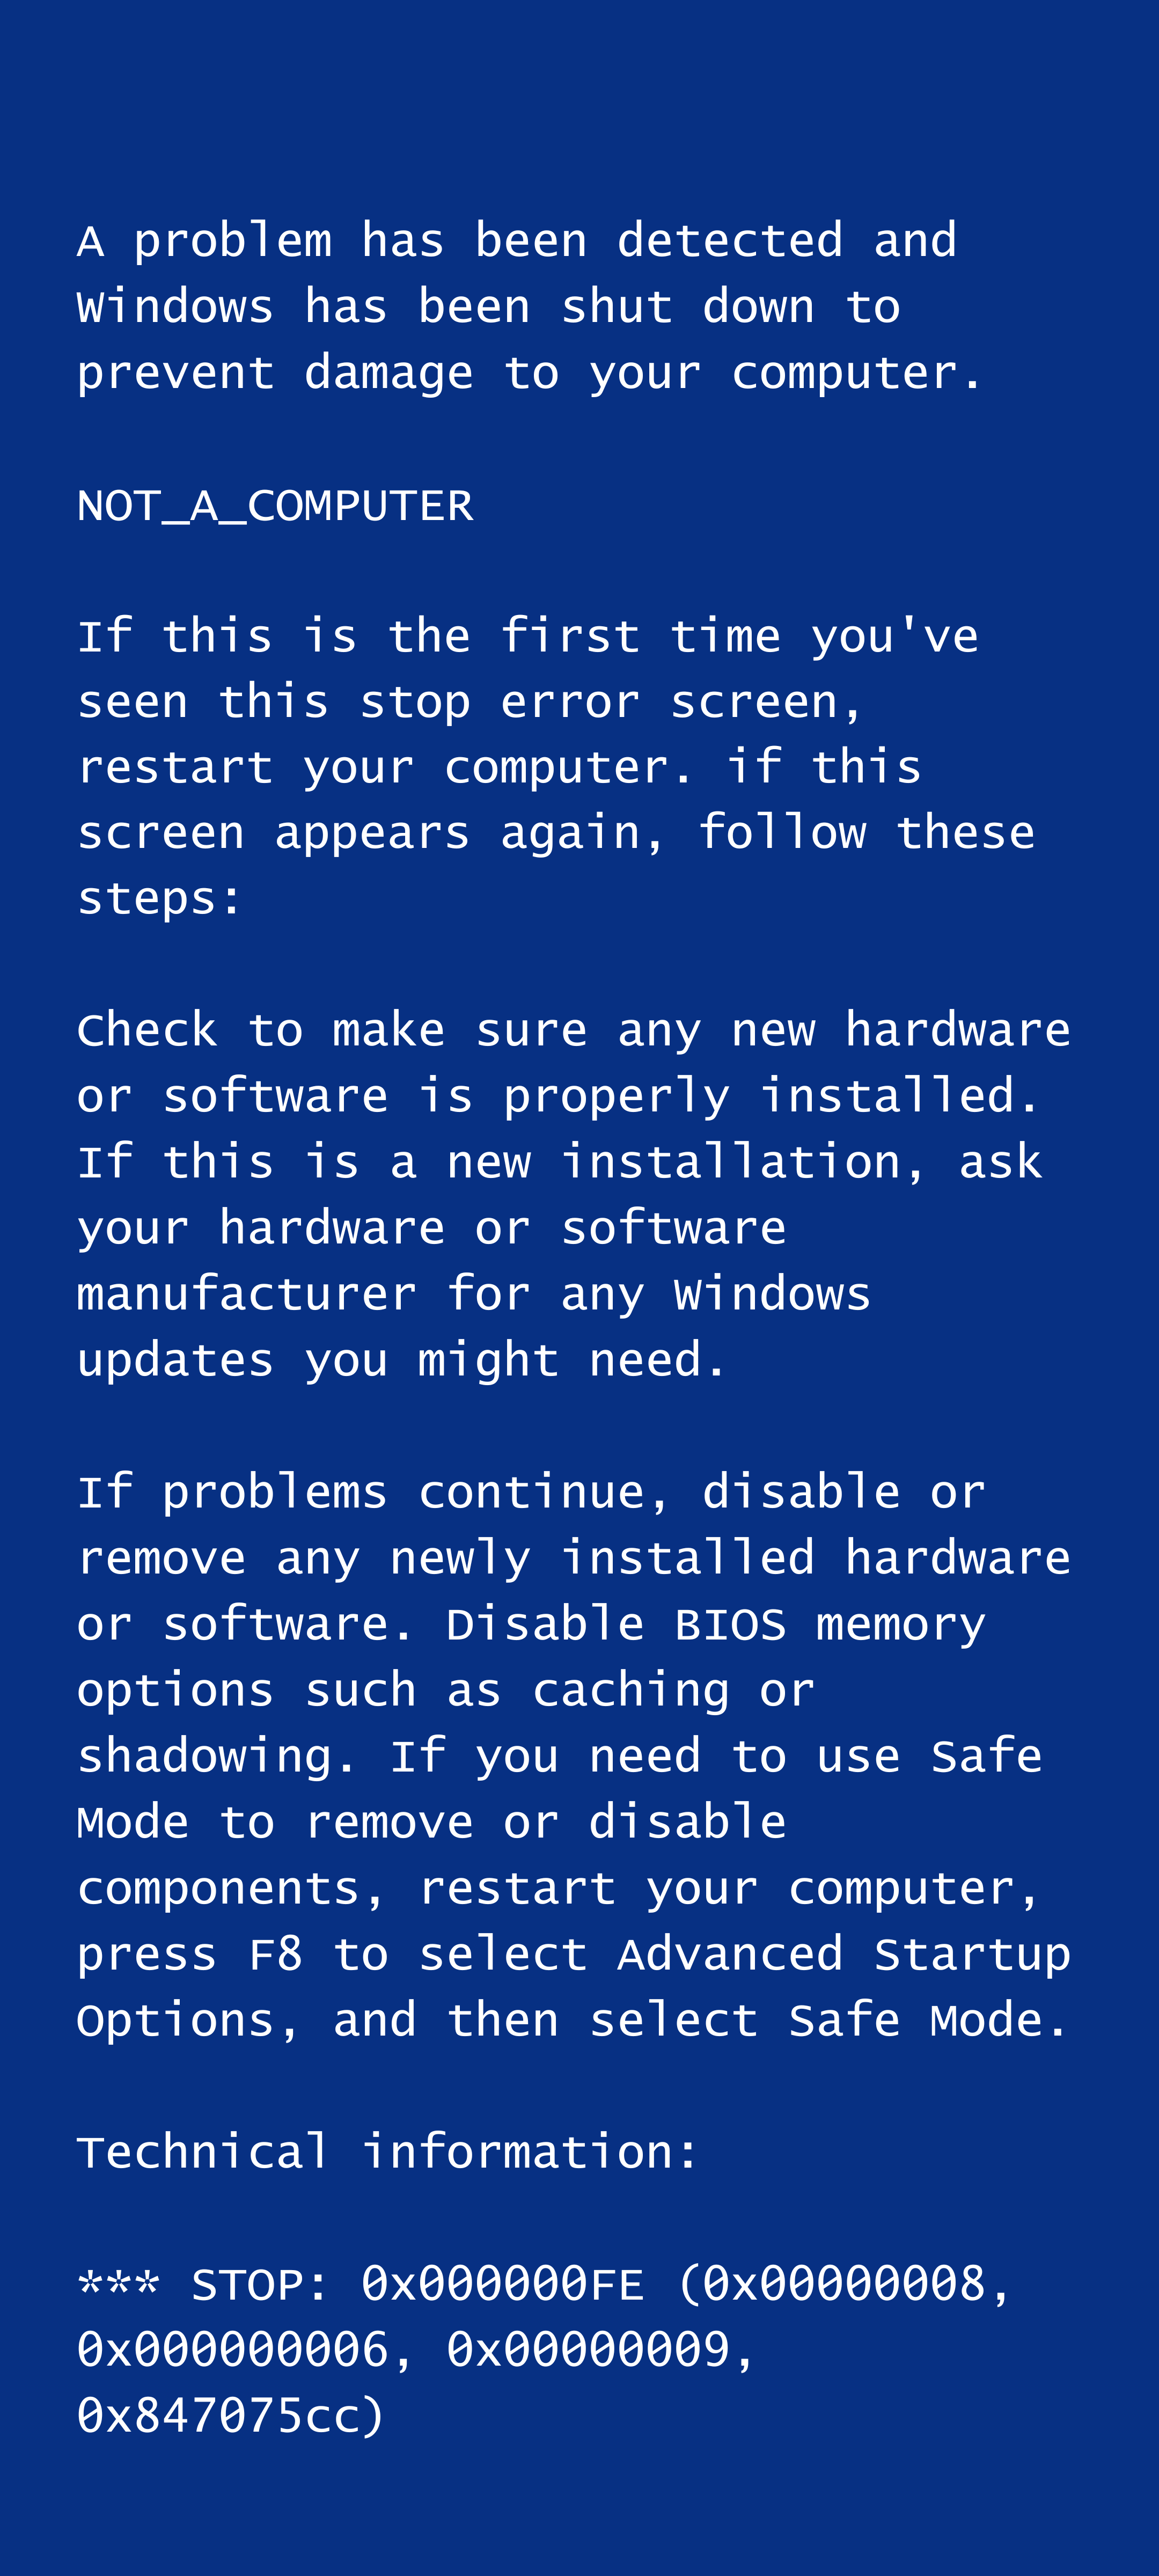 A problem has been detected and
Windows has been shut down to
prevent damage to your computer.
NOT_A_COMPUTER
If this is the first time you've
seen this stop error screen,
restart your computer. if this
screen appears again, follow these
steps:
Check to make sure any new hardware
or software is properly installed.
If this is a new installation, ask
your hardware or software
manufacturer for any Windows
updates you might need.
If problems continue, disable or
remove any newly installed hardware
or software. Disable BIOS memory
options such as caching or
shadowing. If you need to use Safe
Mode to remove or disable
components, restart your computer,
press F8 to select Advanced Startup
Options, and then select Safe Mode.
Technical information:
*** STOP: 0x000000FE (0x00000008,
0x000000006, 0x00000009,
0x847075cc)